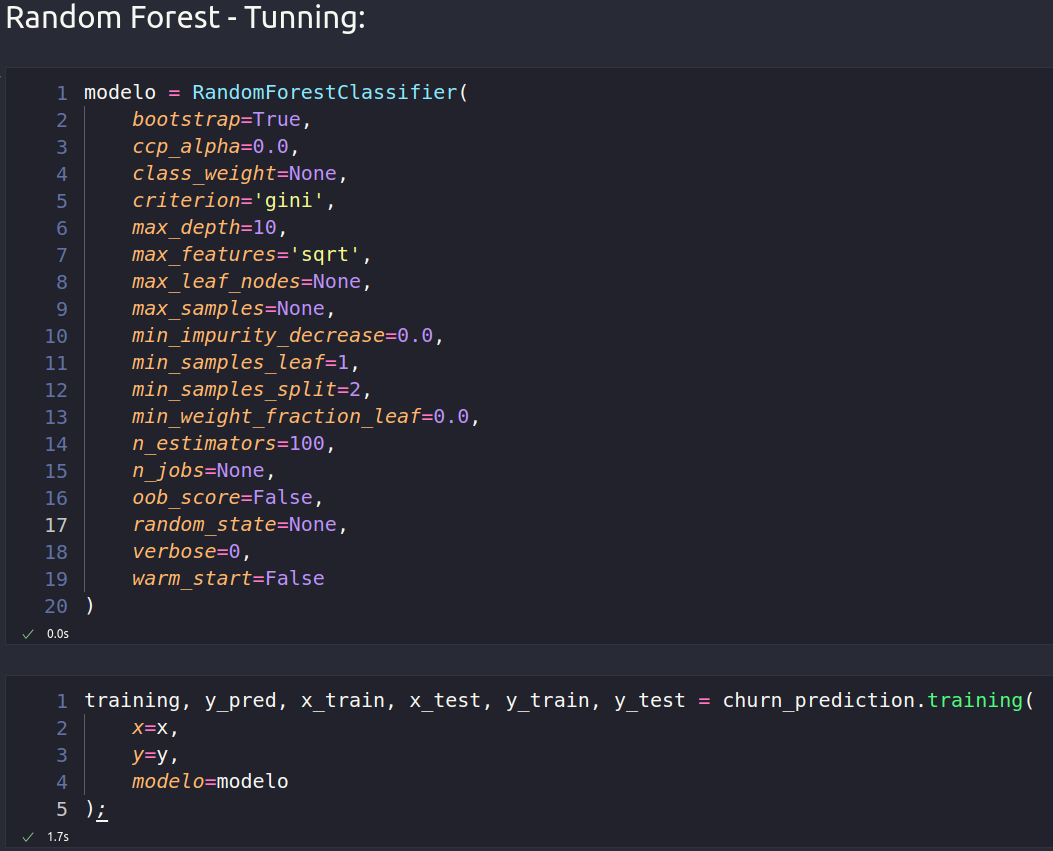 Random Forest - Tunning:
1 modelo = RandomForestClassifier(
2     bootstrap=True,
3     ccp_alpha=0.0,
4     class_weight=None,
5     criterion='gini',
6     max_depth=10,
7     max_features='sqrt',
8     max_leaf_nodes=None,
9     max_samples=None,
10     min_impurity_decrease=0.0,
11     min_samples_leaf=1,
12     min_samples_split=2,
13     min_weight_fraction_leaf=0.0,
14     n_estimators=100,
15     n_jobs=None,
16     oob_score=False,
17     random_state=None,
18     verbose=0,
19     warm_start=False
20 )
✓ 0.0s
1 training, y_pred, x_train, x_test, y_train, y_test = churn_prediction.training(
2     x=x,
3     y=y,
4     modelo=modelo
5 );
✓ 1.7s